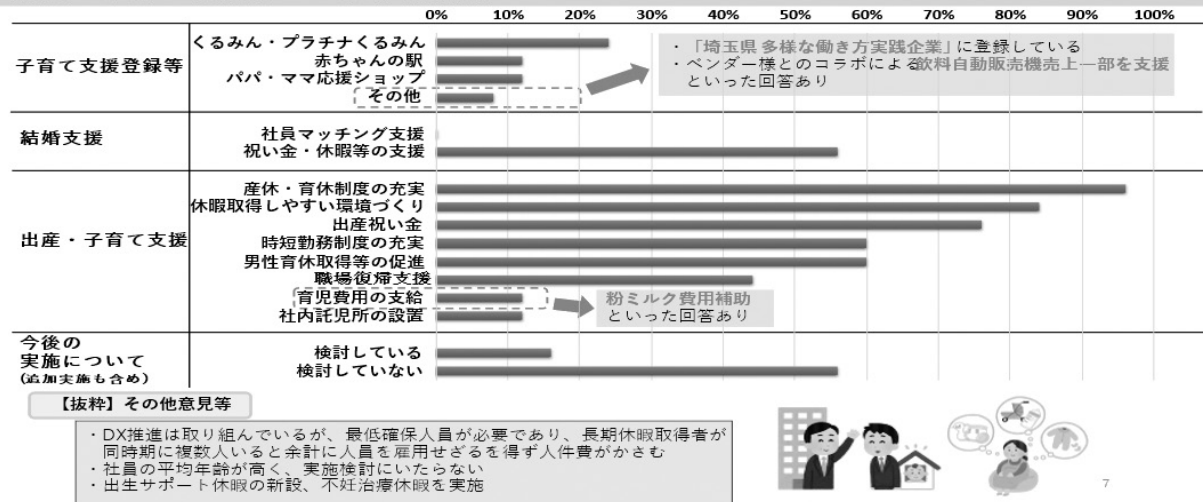 0% 10% 20% 30% 40% 50% 60% 70% 80% 90% 100%
子育て支援登録等
くるみん・プラチナくるみん
赤ちゃんの駅
パパ・ママ応援ショップ
その他
・「埼玉県 多様な働き方実践企業」に登録している
・ベンダー様とのコラボによる飲料自動販売機売上一部を支援
といった回答あり
結婚支援
社員マッチング支援
祝い金・休暇等の支援
出産・子育て支援
産休・育休制度の充実
休暇取得しやすい環境づくり
出産祝い金
時短勤務制度の充実
男性育休取得等の促進
職場復帰支援
育児費用の支給
社内託児所の設置
粉ミルク費用補助
といった回答あり
今後の
実施について
(追加実施も含め)
検討している
検討していない
【抜粋】その他意見等
・DX推進は取り組んでいるが、最低確保人員が必要であり、長期休暇取得者が
同時期に複数人いると余計に人員を雇用せざるを得ず人件費がかさむ
・社員の平均年齢が高く、実施検討にいたらない
・出生サポート休暇の新設、不妊治療休暇を実施
7